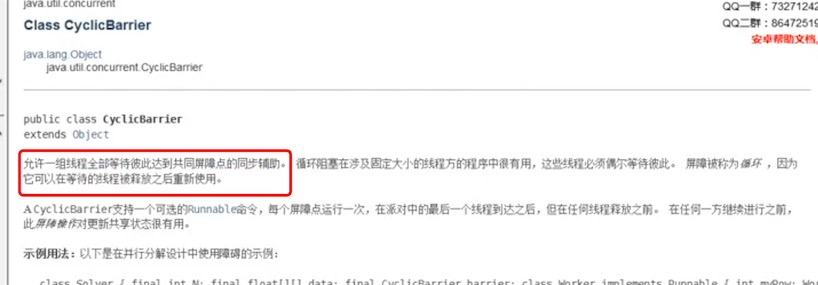 java.util.concurrent
QQ一群：73271242
Class CyclicBarrier
QQ二群：86472519
安卓帮助文档,
java.lang.Object
java.util.concurrent.CyclicBarrier
public class CyclicBarrier
extends Object
允许一组线程全部等待彼此达到共同屏障点的同步辅助。 循环阻塞在涉及固定大小的线程方的程序中很有用，这些线程必须偶尔等待彼此。 屏障被称为循环 ，因为
它可以在等待的线程被释放之后重新使用。
A CyclicBarrier支持一个可选的Runnable命令，每个屏障点运行一次，在派对中的最后一个线程到达之后，但在任何线程释放之前。 在任何一方继续进行之前，
此屏障操作对更新共享状态很有用。
示例用法：以下是在并行分解设计中使用障碍的示例：
class Solver { final int N; final float[][] data; final CyclicBarrier barrier; class Worker implements Runnable { int myRow; Wor